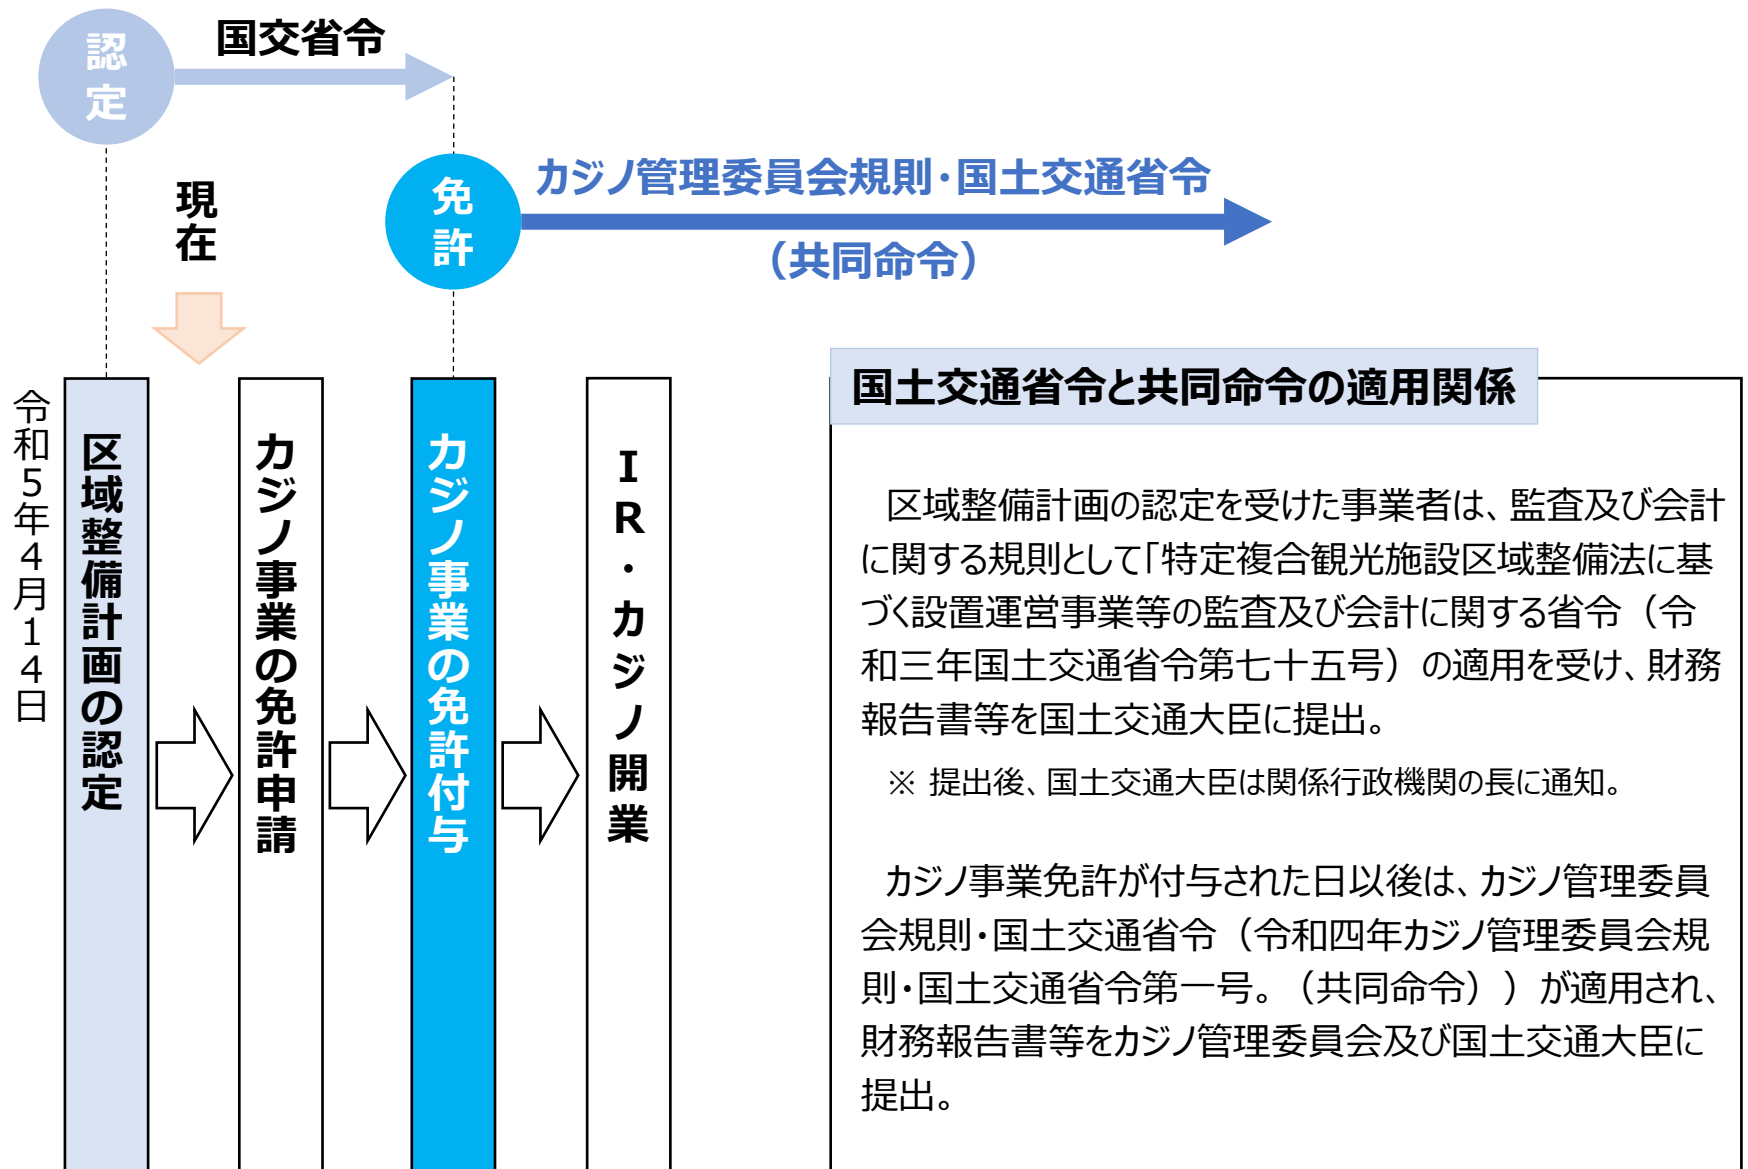 認定
国交省令
現在
免許
カジノ管理委員会規則・国土交通省令
（共同命令）
令和５年４月１４日
区域整備計画の認定
カジノ事業の免許申請
カジノ事業の免許付与
ＩＲ・カジノ開業
国土交通省令と共同命令の適用関係
区域整備計画の認定を受けた事業者は、監査及び会計
に関する規則として「特定複合観光施設区域整備法に基
づく設置運営事業等の監査及び会計に関する省令（令
和三年国土交通省令第七十五号）の適用を受け、財務
報告書等を国土交通大臣に提出。
※ 提出後、国土交通大臣は関係行政機関の長に通知。
カジノ事業免許が付与された日以後は、カジノ管理委員
会規則・国土交通省令（令和四年カジノ管理委員会規
則・国土交通省令第一号。（共同命令））が適用され、
財務報告書等をカジノ管理委員会及び国土交通大臣に
提出。